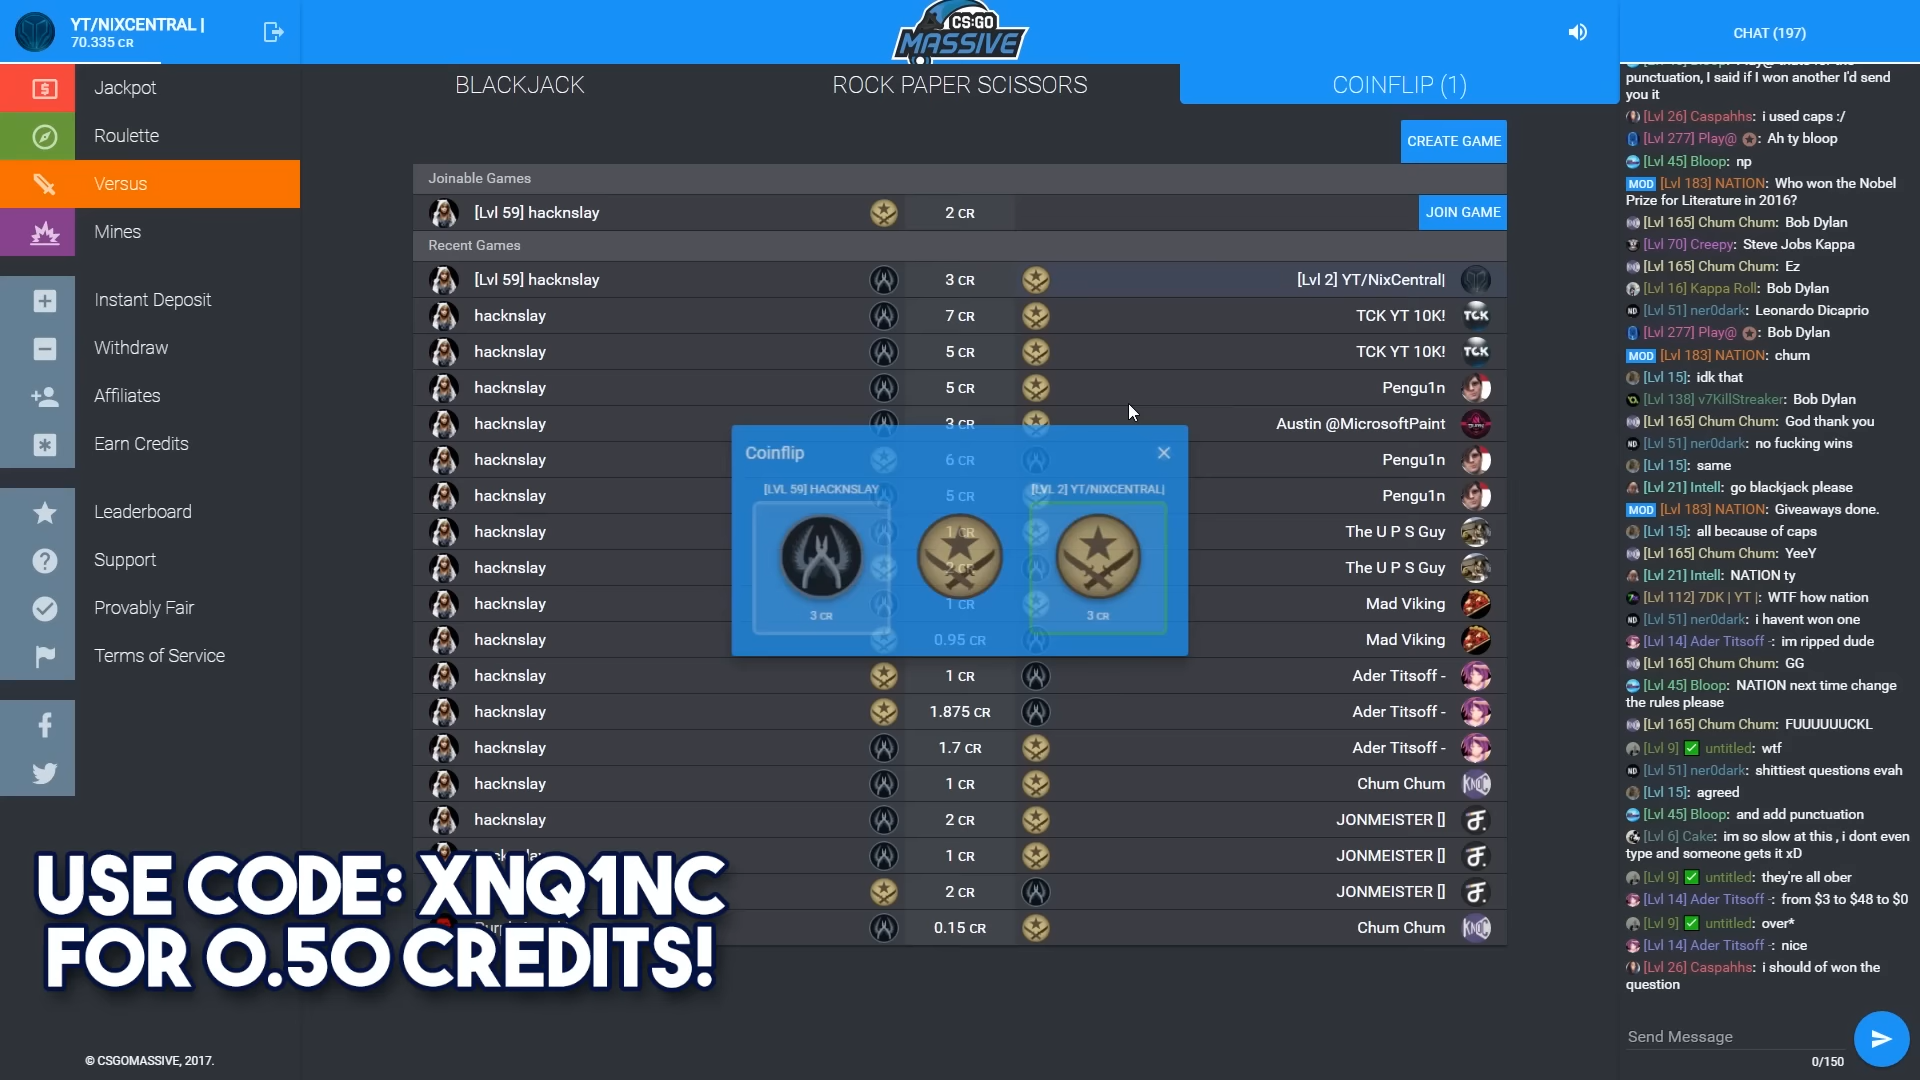 YT/NIXCENTRAL |
70.335 CR
CS:GO
MASSIVE
CHAT (197)
Jackpot
Roulette
Versus
Mines
Instant Deposit
Withdraw
Affiliates
Earn Credits
Leaderboard
Support
Provably Fair
Terms of Service
© CSGOMASSIVE, 2017.
BLACKJACK
ROCK PAPER SCISSORS
COINFLIP (1)
CREATE GAME
Joinable Games
[Lvl 59] hacknslay 2 CR JOIN GAME
Recent Games
[Lvl 59] hacknslay 3 CR [Lvl 2] YT/NixCentral|
hacknslay 7 CR TCK YT 10K! TCK
hacknslay 5 CR TCK YT 10K! TCK
hacknslay 5 CR Pengu1n
hacknslay 3 CR Austin @MicrosoftPaint
hacknslay 6 CR Pengu1n
hacknslay 5 CR Pengu1n
hacknslay 1 CR The U P S Guy
hacknslay 2 CR The U P S Guy
hacknslay 1 CR Mad Viking
hacknslay 0.95 CR Mad Viking
hacknslay 1 CR Ader Titsoff -
hacknslay 1.875 CR Ader Titsoff -
hacknslay 1.7 CR Ader Titsoff -
hacknslay 1 CR Chum Chum
hacknslay 2 CR JONMEISTER []
1 CR JONMEISTER []
2 CR JONMEISTER []
0.15 CR Chum Chum
Coinflip
[LVL 59] HACKNSLAY
[LVL 2] YT/NIXCENTRAL|
3 CR
3 CR
USE CODE: XNQ1NC
FOR 0.50 CREDITS!
punctuation, I said if I won another I'd send
you it
[Lvl 26] Caspahhs: i used caps :/
[Lvl 277] Play@ : Ah ty bloop
[Lvl 45] Bloop: np
MOD [Lvl 183] NATION: Who won the Nobel
Prize for Literature in 2016?
[Lvl 165] Chum Chum: Bob Dylan
[Lvl 70] Creepy: Steve Jobs Kappa
[Lvl 165] Chum Chum: Ez
[Lvl 16] Kappa Roll: Bob Dylan
[Lvl 51] ner0dark: Leonardo Dicaprio
[Lvl 277] Play@ : Bob Dylan
MOD [Lvl 183] NATION: chum
[Lvl 15]: idk that
[Lvl 138] v7KillStreaker: Bob Dylan
[Lvl 165] Chum Chum: God thank you
[Lvl 51] ner0dark: no fucking wins
[Lvl 15]: same
[Lvl 21] Intell: go blackjack please
MOD [Lvl 183] NATION: Giveaways done.
[Lvl 15]: all because of caps
[Lvl 165] Chum Chum: YeeY
[Lvl 21] Intell: NATION ty
[Lvl 112] 7DK | YT |: WTF how nation
[Lvl 51] ner0dark: i havent won one
[Lvl 14] Ader Titsoff -: im ripped dude
[Lvl 165] Chum Chum: GG
[Lvl 45] Bloop: NATION next time change
the rules please
[Lvl 165] Chum Chum: FUUUUUUCKL
[Lvl 9] ✅ untitled: wtf
[Lvl 51] ner0dark: shittiest questions evah
[Lvl 15]: agreed
[Lvl 45] Bloop: and add punctuation
[Lvl 6] Cake: im so slow at this , i dont even
type and someone gets it xD
[Lvl 9] ✅ untitled: they're all ober
[Lvl 14] Ader Titsoff -: from $3 to $48 to $0
[Lvl 9] ✅ untitled: over*
[Lvl 14] Ader Titsoff -: nice
[Lvl 26] Caspahhs: i should of won the
question
Send Message
0/150